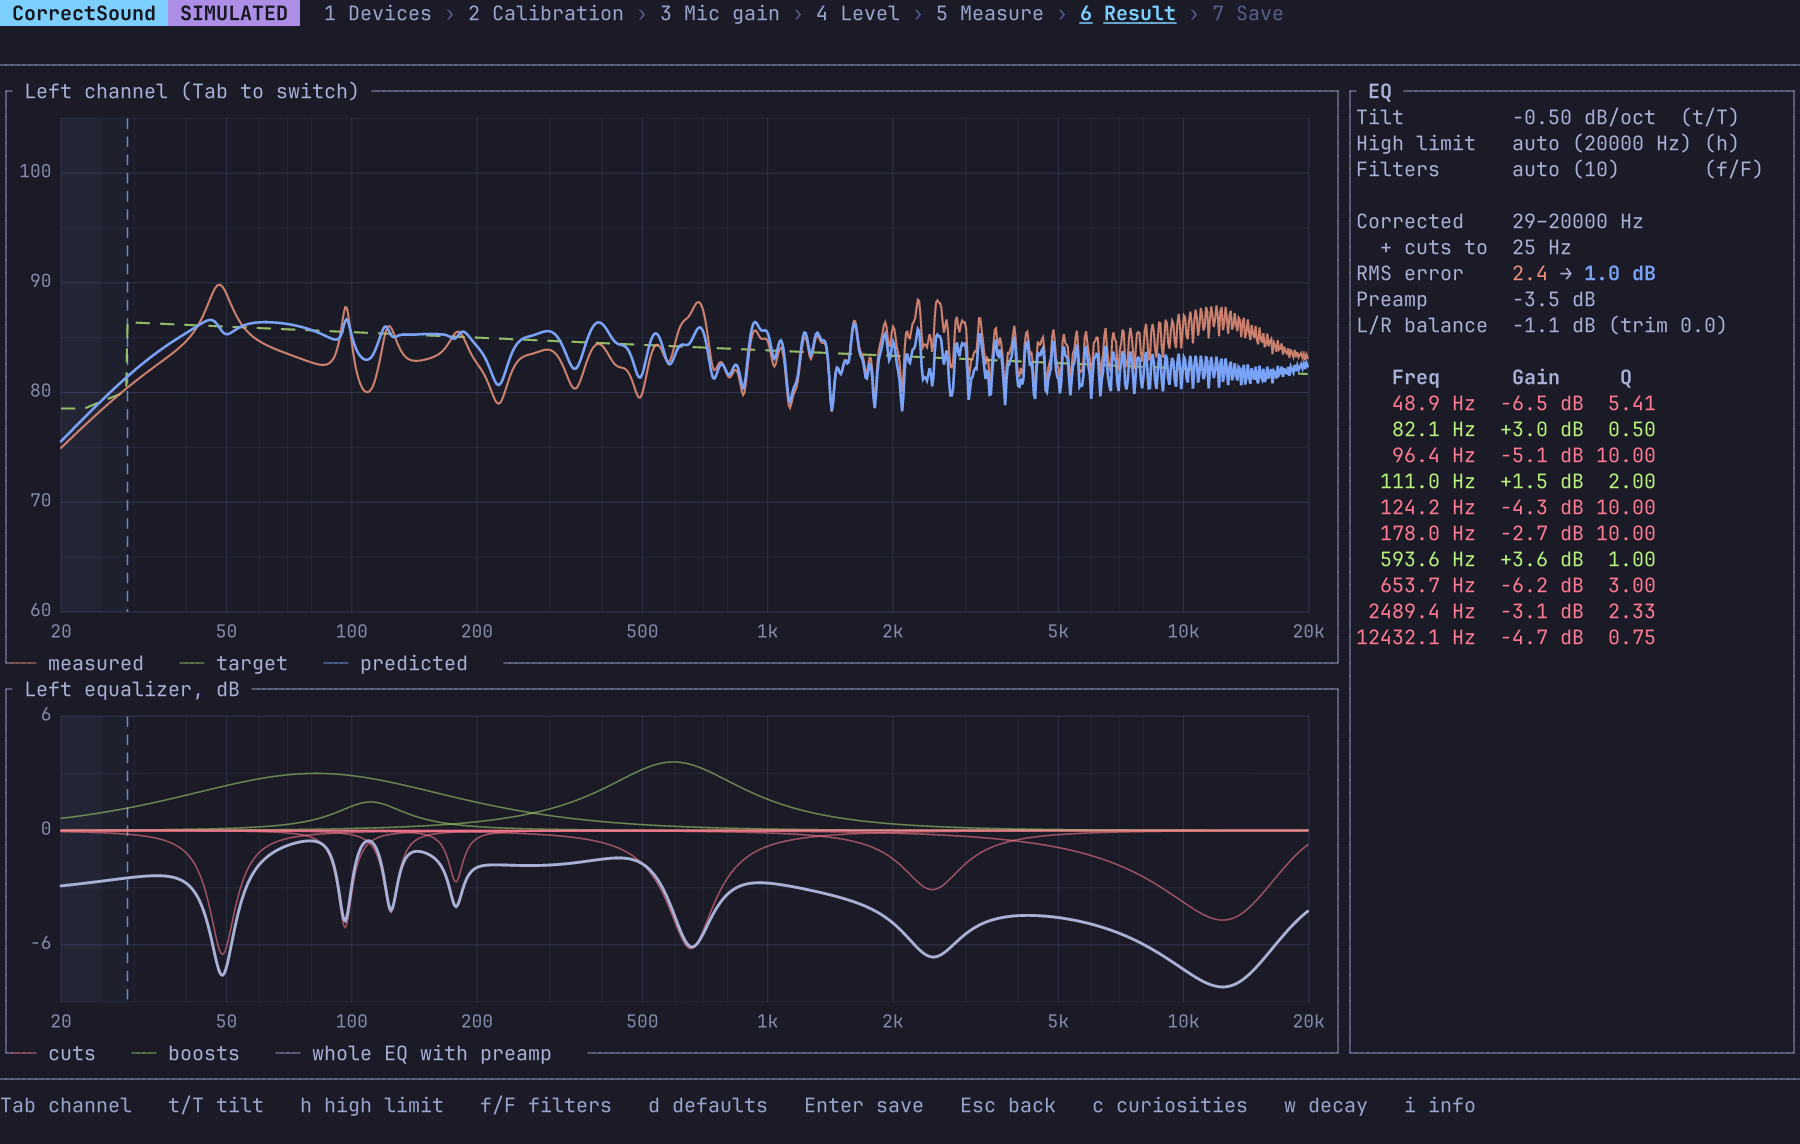 CorrectSound SIMULATED 1 Devices › 2 Calibration › 3 Mic gain › 4 Level › 5 Measure › 6 Result › 7 Save
Left channel (Tab to switch)
100
90
80
70
60
20 50 100 200 500 1k 2k 5k 10k 20k
measured target predicted
Left equalizer, dB
6
0
-6
20 50 100 200 500 1k 2k 5k 10k 20k
cuts boosts whole EQ with preamp
EQ
Tilt -0.50 dB/oct (t/T)
High limit auto (20000 Hz) (h)
Filters auto (10) (f/F)
Corrected 29–20000 Hz
+ cuts to 25 Hz
RMS error 2.4 → 1.0 dB
Preamp -3.5 dB
L/R balance -1.1 dB (trim 0.0)
Freq Gain Q
48.9 Hz -6.5 dB 5.41
82.1 Hz +3.0 dB 0.50
96.4 Hz -5.1 dB 10.00
111.0 Hz +1.5 dB 2.00
124.2 Hz -4.3 dB 10.00
178.0 Hz -2.7 dB 10.00
593.6 Hz +3.6 dB 1.00
653.7 Hz -6.2 dB 3.00
2489.4 Hz -3.1 dB 2.33
12432.1 Hz -4.7 dB 0.75
Tab channel t/T tilt h high limit f/F filters d defaults Enter save Esc back c curiosities w decay i info